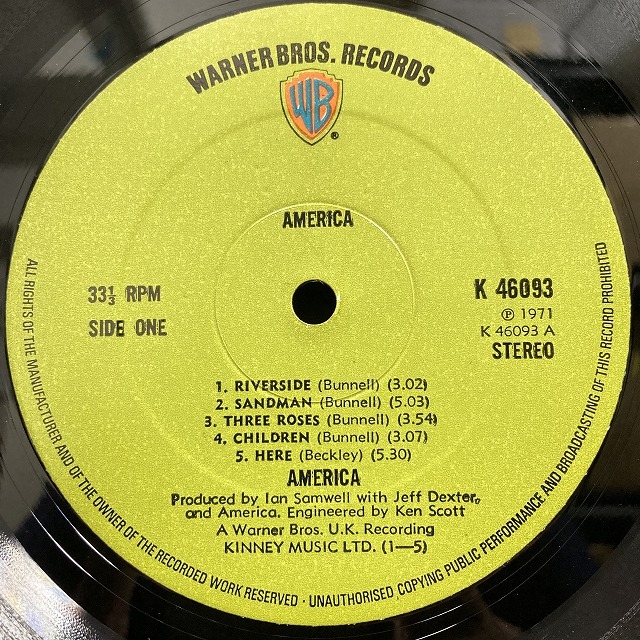 WARNER BROS. RECORDS
WB
®
AMERICA
33⅓ RPM
SIDE ONE
K 46093
Ⓟ 1971
K 46093 A
STEREO
1. RIVERSIDE (Bunnell) (3.02)
2. SANDMAN (Bunnell) (5.03)
3. THREE ROSES (Bunnell) (3.54)
4. CHILDREN (Bunnell) (3.07)
5. HERE (Beckley) (5.30)
AMERICA
Produced by Ian Samwell with Jeff Dexter,
and America. Engineered by Ken Scott
A Warner Bros. U.K. Recording
KINNEY MUSIC LTD. (1—5)
ALL RIGHTS OF THE MANUFACTURER AND OF THE OWNER OF THE RECORDED WORK RESERVED · UNAUTHORISED COPYING PUBLIC PERFORMANCE AND BROADCASTING OF THIS RECORD PROHIBITED